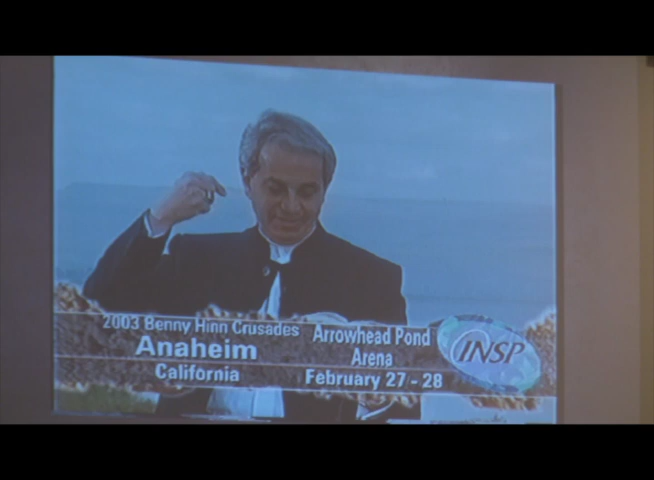 2003 Benny Hinn Crusades
Anaheim
California
Arrowhead Pond
Arena
February 27 - 28
INSP